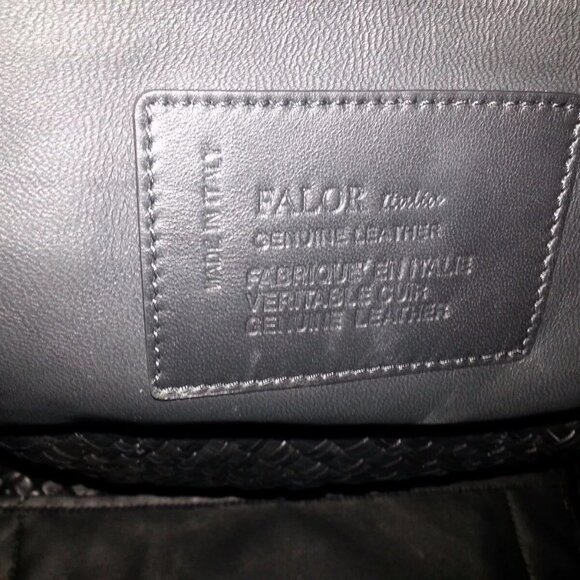 MADE IN ITALY
FALOR
GENUINE LEATHER
FABRIQUE' EN ITALIE
VERITABLE CUIR
GENUINE LEATHER